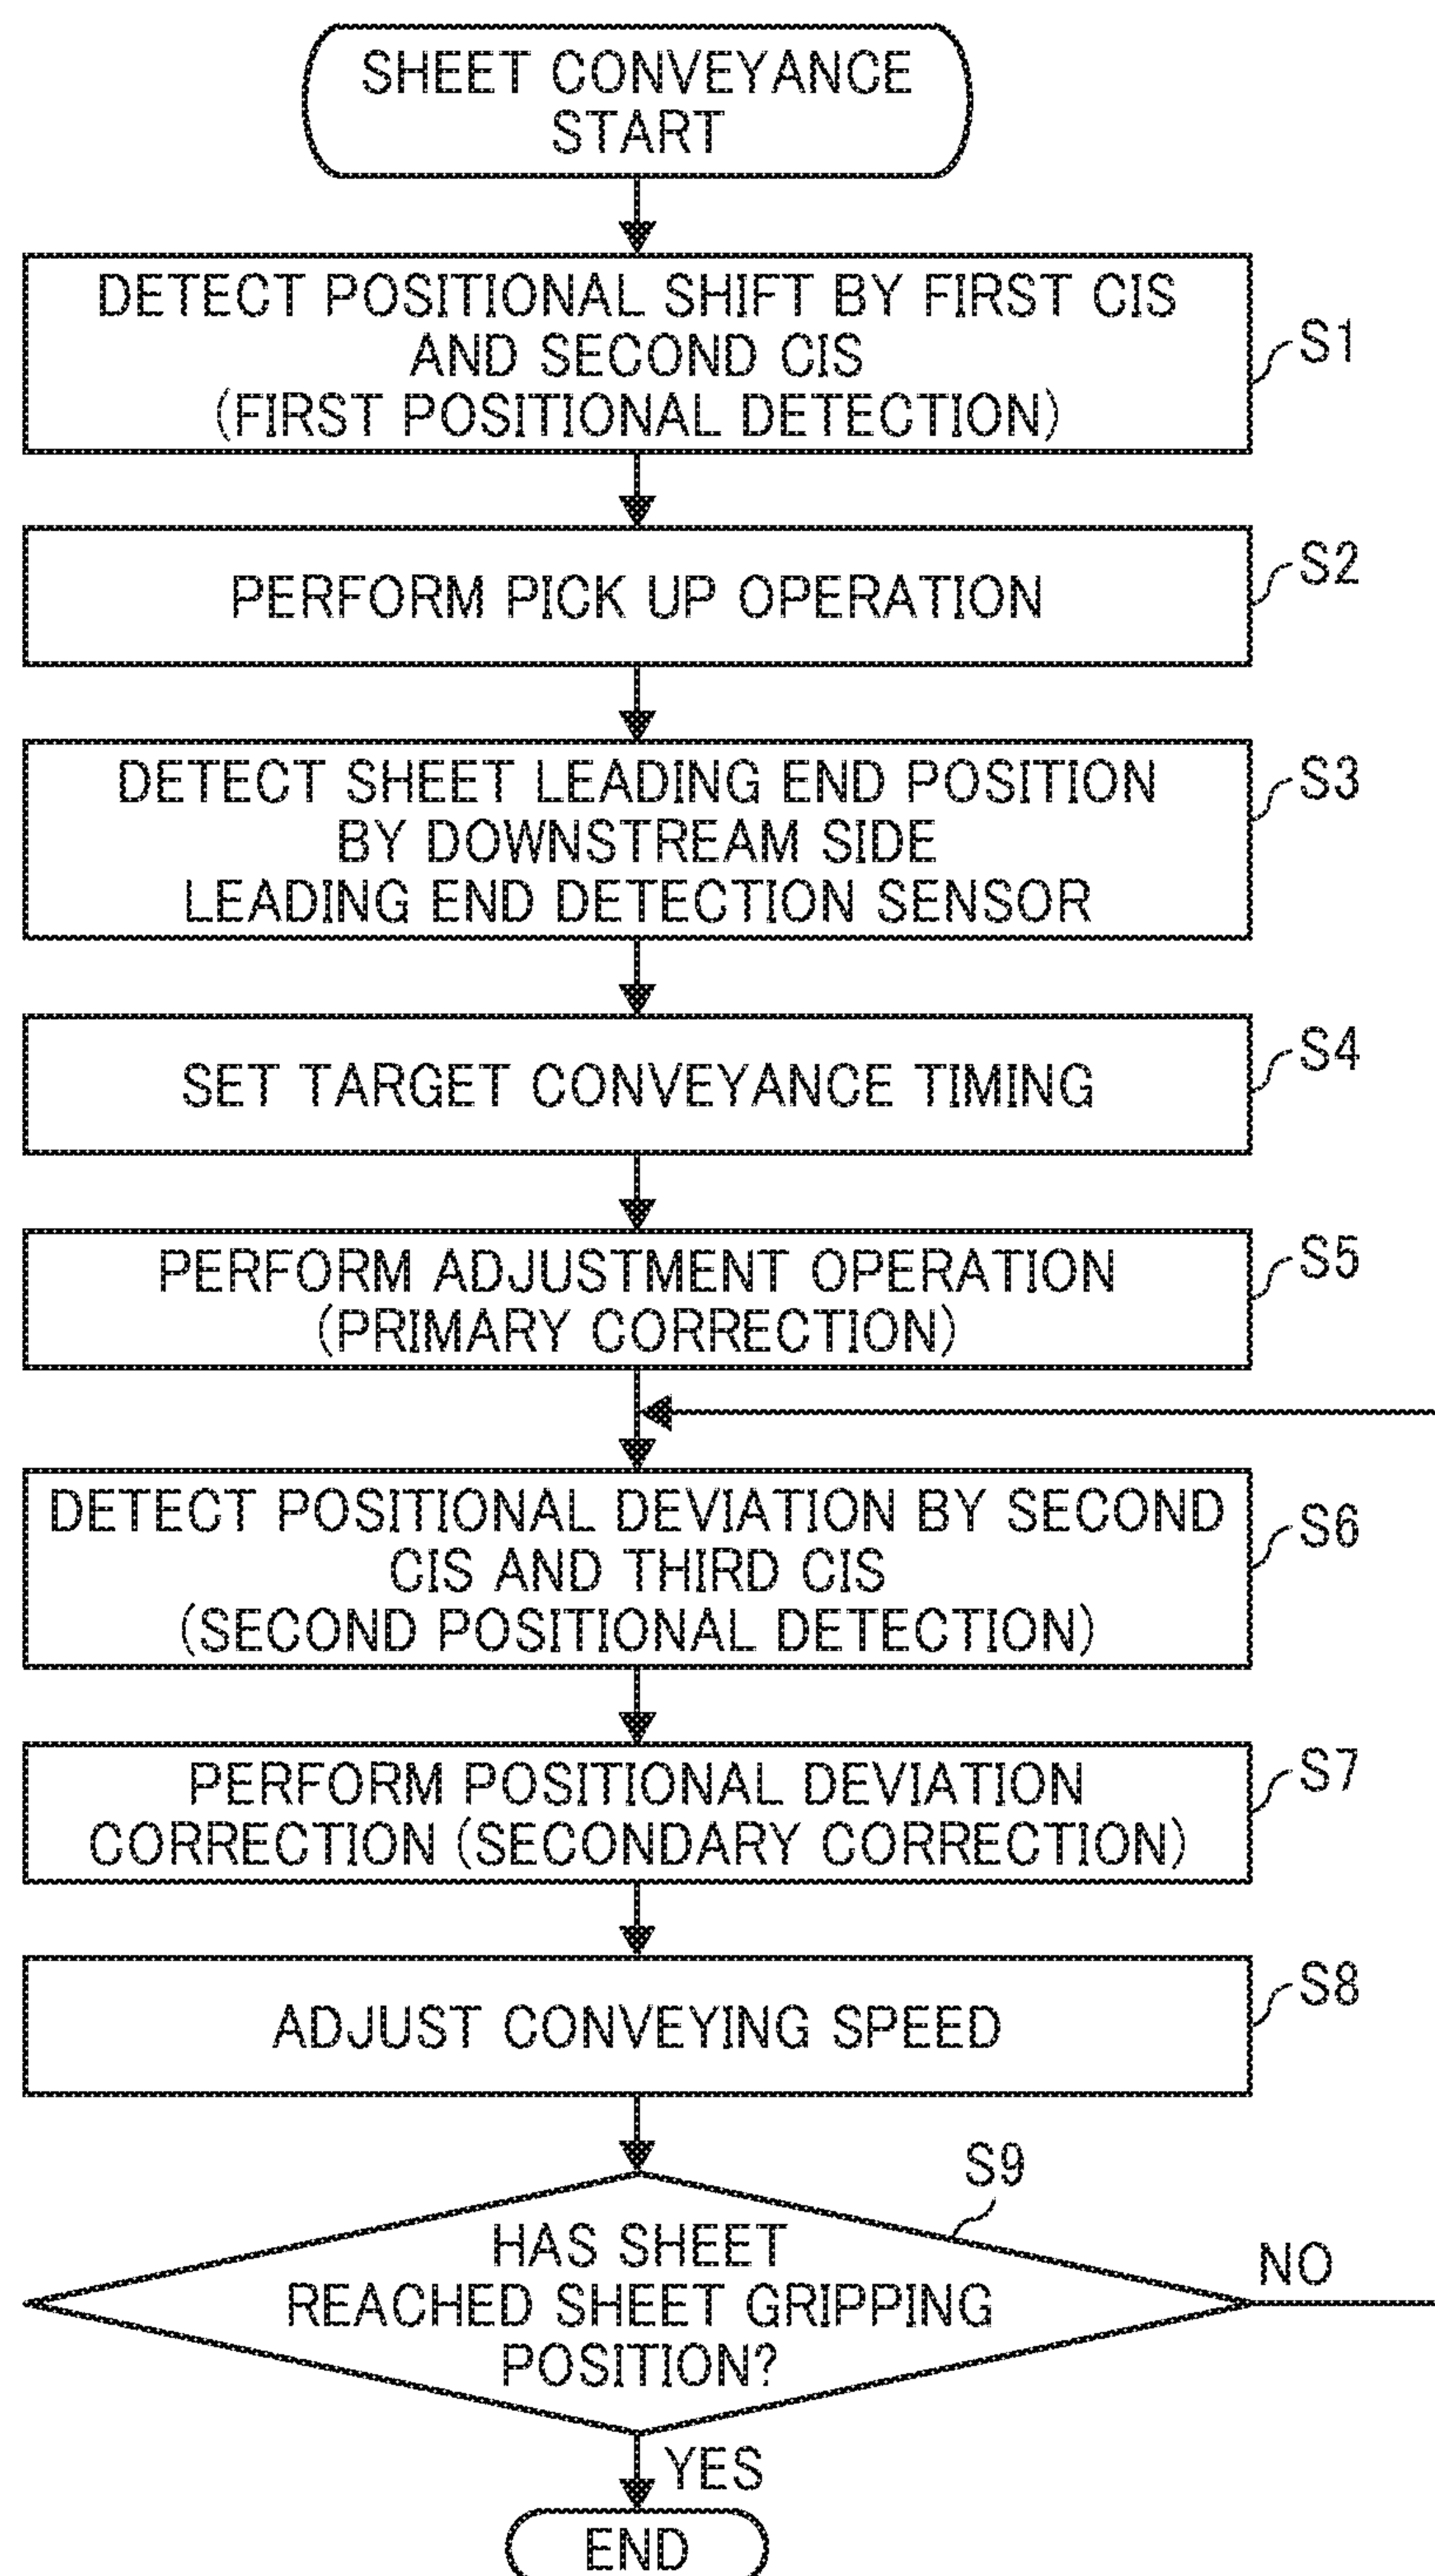 SHEET CONVEYANCE
START
DETECT POSITIONAL SHIFT BY FIRST CIS
AND SECOND CIS
(FIRST POSITIONAL DETECTION)
S1
PERFORM PICK UP OPERATION
S2
DETECT SHEET LEADING END POSITION
BY DOWNSTREAM SIDE
LEADING END DETECTION SENSOR
S3
SET TARGET CONVEYANCE TIMING
S4
PERFORM ADJUSTMENT OPERATION
(PRIMARY CORRECTION)
S5
DETECT POSITIONAL DEVIATION BY SECOND
CIS AND THIRD CIS
(SECOND POSITIONAL DETECTION)
S6
PERFORM POSITIONAL DEVIATION
CORRECTION (SECONDARY CORRECTION)
S7
ADJUST CONVEYING SPEED
S8
S9
HAS SHEET
REACHED SHEET GRIPPING
POSITION?
NO
YES
END